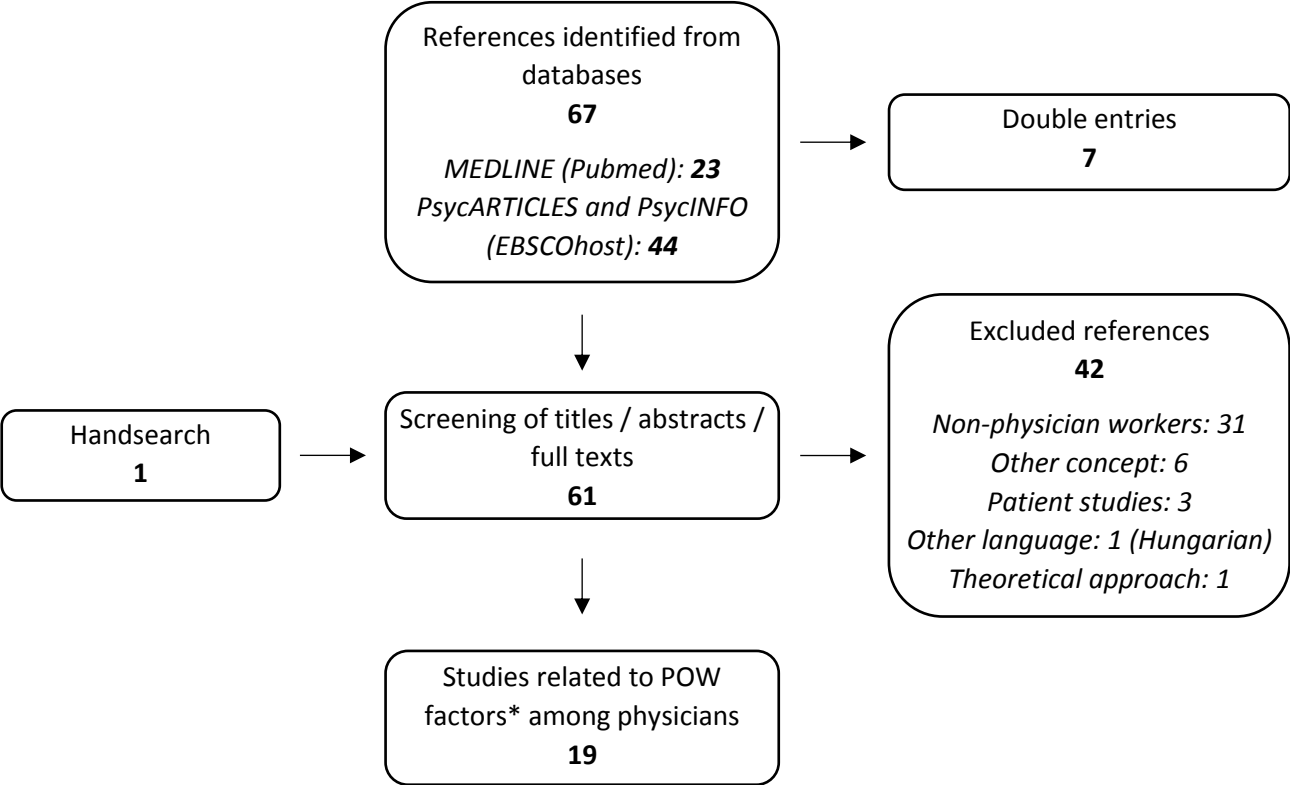 References identified from
databases
67
MEDLINE (Pubmed): 23
PsycARTICLES and PsycINFO
(EBSCOhost): 44
Double entries
7
Handsearch
1
Screening of titles / abstracts /
full texts
61
Excluded references
42
Non-physician workers: 31
Other concept: 6
Patient studies: 3
Other language: 1 (Hungarian)
Theoretical approach: 1
Studies related to POW
factors* among physicians
19